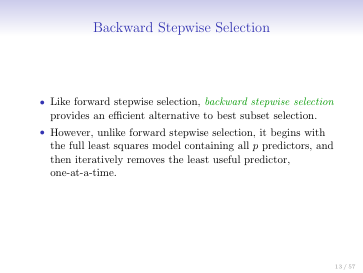 Backward Stepwise Selection
• Like forward stepwise selection, backward stepwise selection
provides an efficient alternative to best subset selection.
• However, unlike forward stepwise selection, it begins with
the full least squares model containing all p predictors, and
then iteratively removes the least useful predictor,
one-at-a-time.
13 / 57